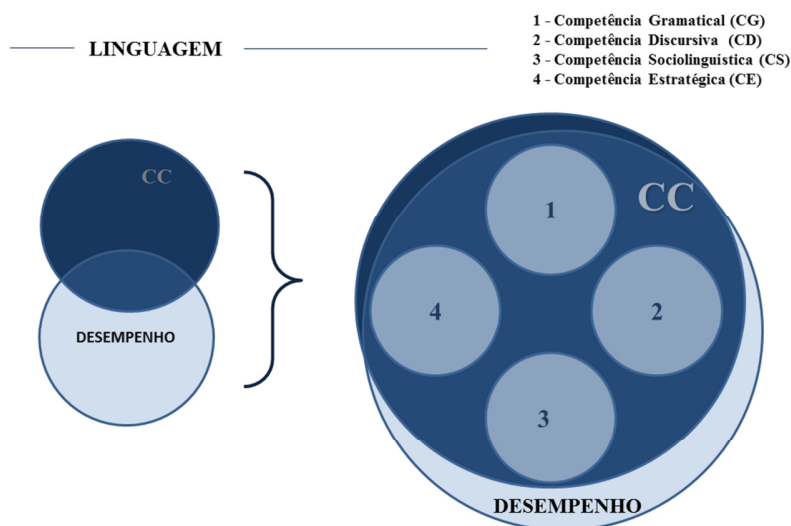 1 - Competência Gramatical (CG)
2 - Competência Discursiva (CD)
3 - Competência Sociolinguística (CS)
4 - Competência Estratégica (CE)
LINGUAGEM
CC
DESEMPENHO
CC
1
4
2
3
DESEMPENHO